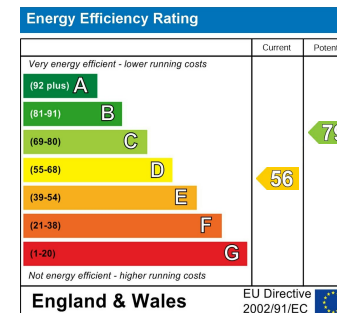 Energy Efficiency Rating
Current
Very energy efficient - lower running costs
(92 plus) A
(81-91) B
(69-80) C
(55-68) D
(39-54) E
(21-38) F
(1-20) G
56
Not energy efficient - higher running costs
England & Wales
EU Directive
2002/91/EC